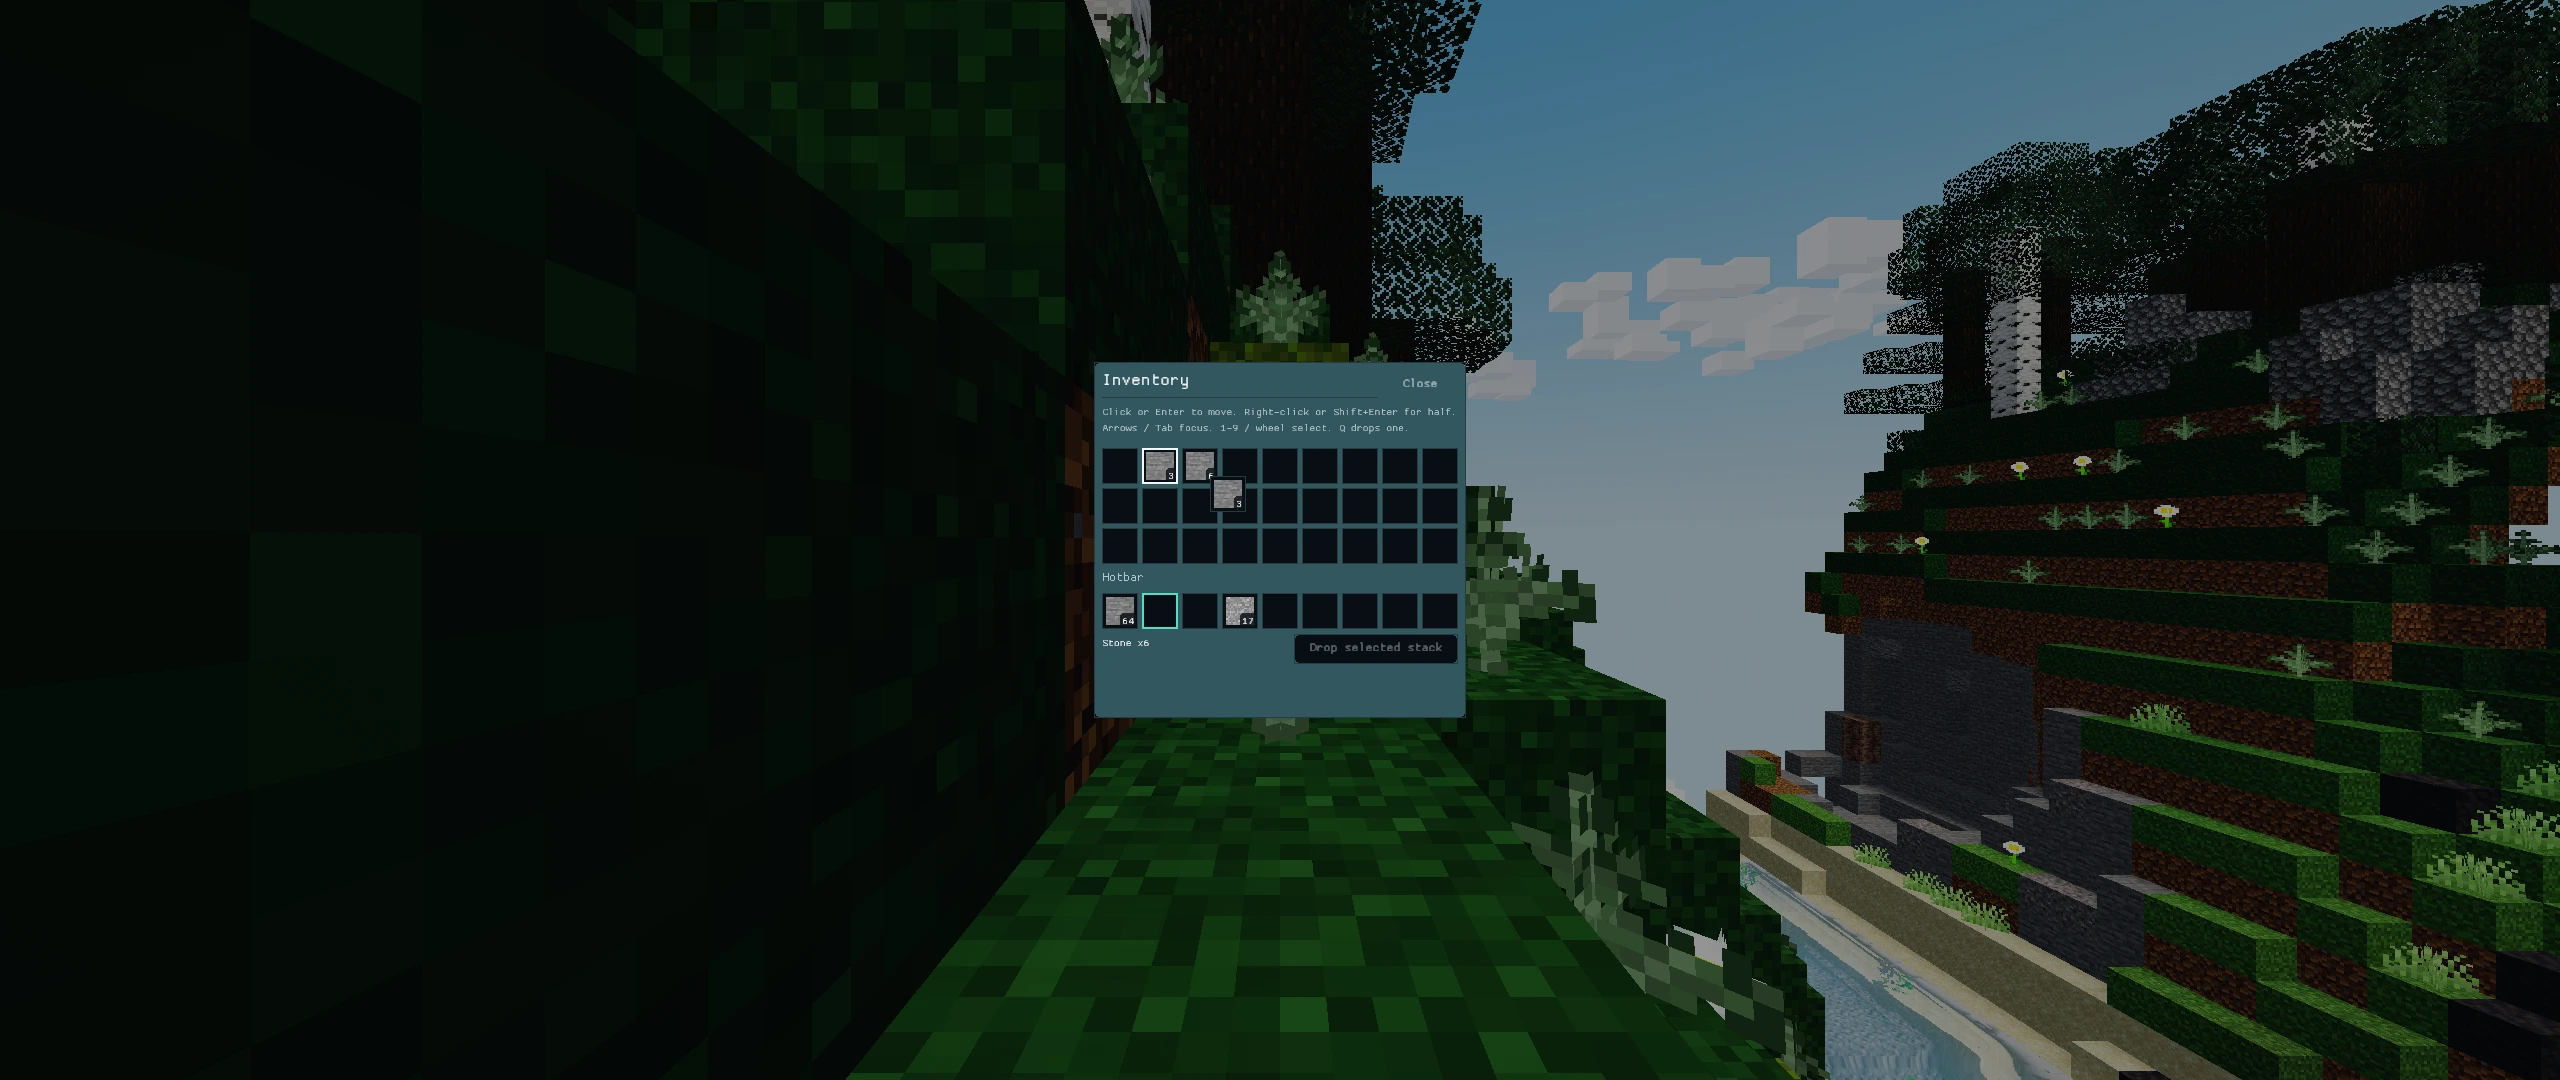 Inventory
Close
Click or Enter to move. Right-click or Shift+Enter for half.
Arrows / Tab focus. 1-9 / wheel select. Q drops one.
3
3
Hotbar
64
17
Stone x6
Drop selected stack